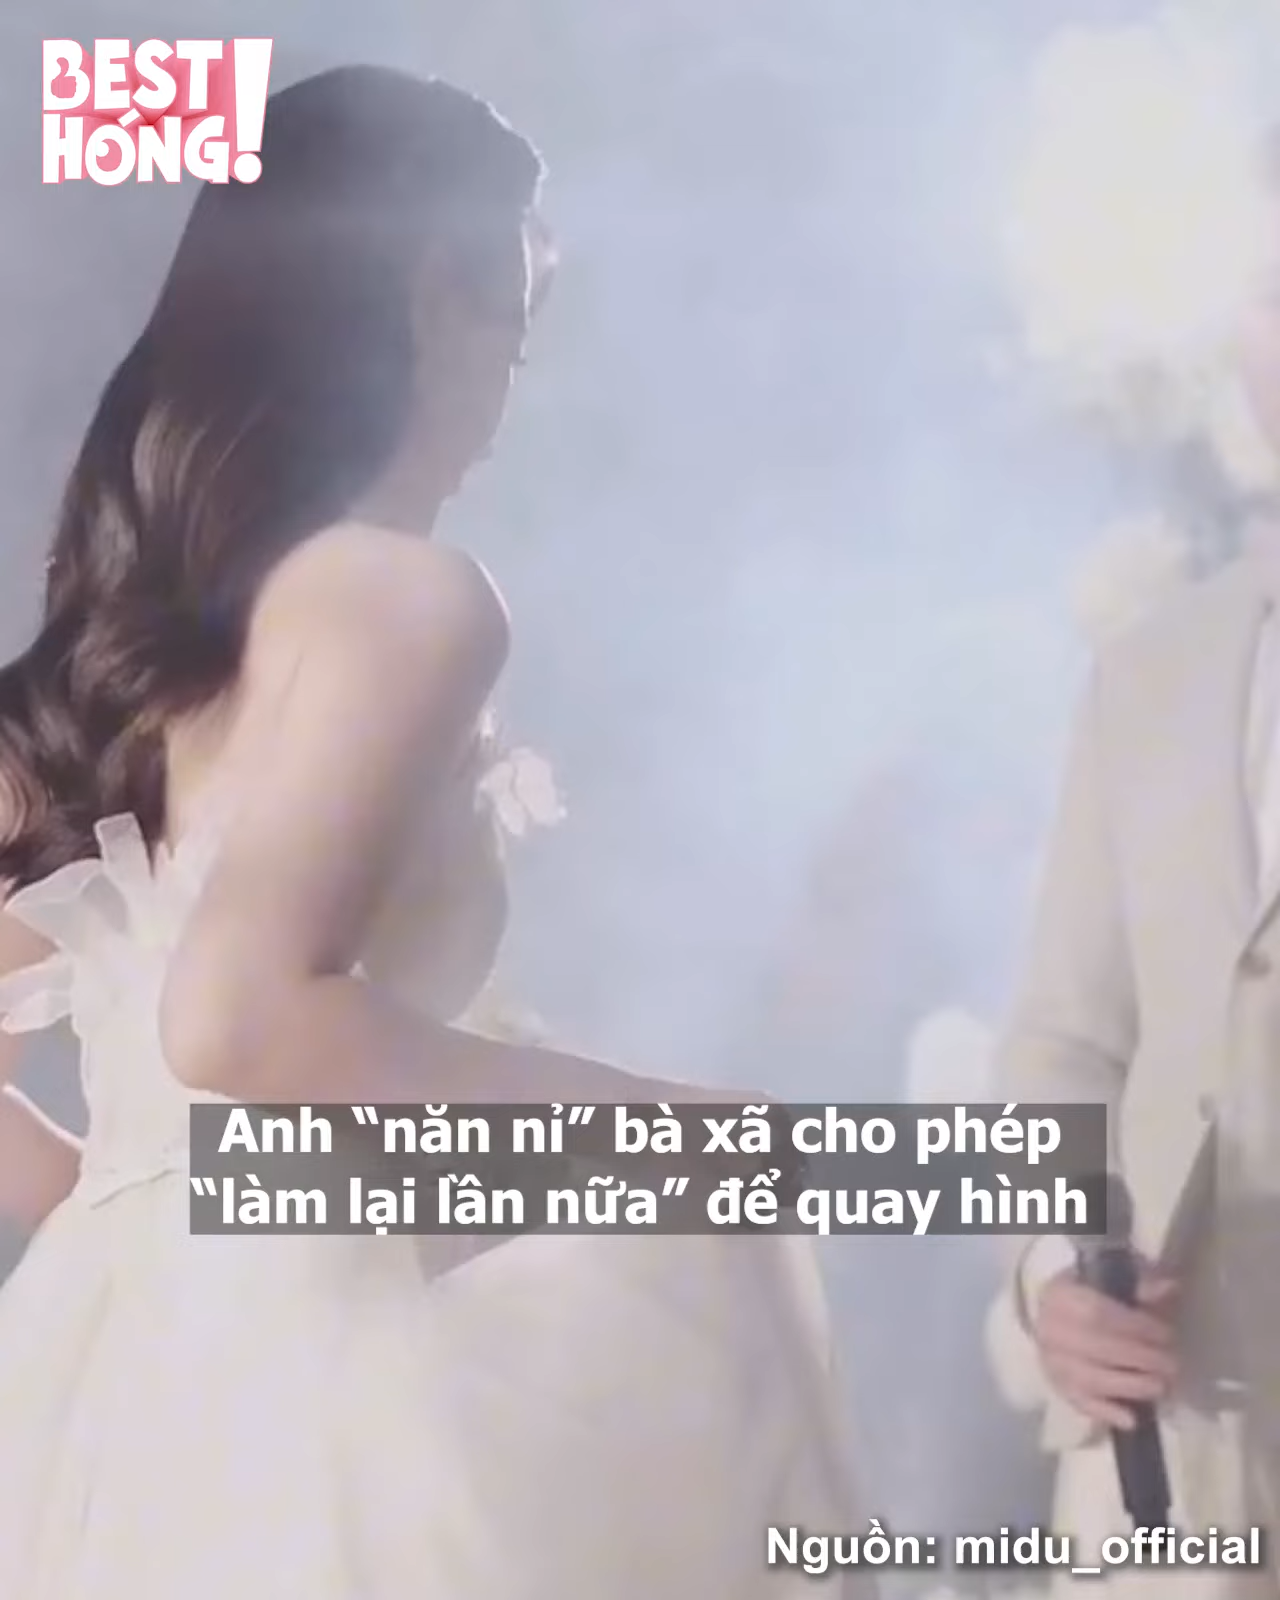 BEST
HÓNG!
Anh “năn nỉ” bà xã cho phép
“làm lại lần nữa” để quay hình
Nguồn: midu_official